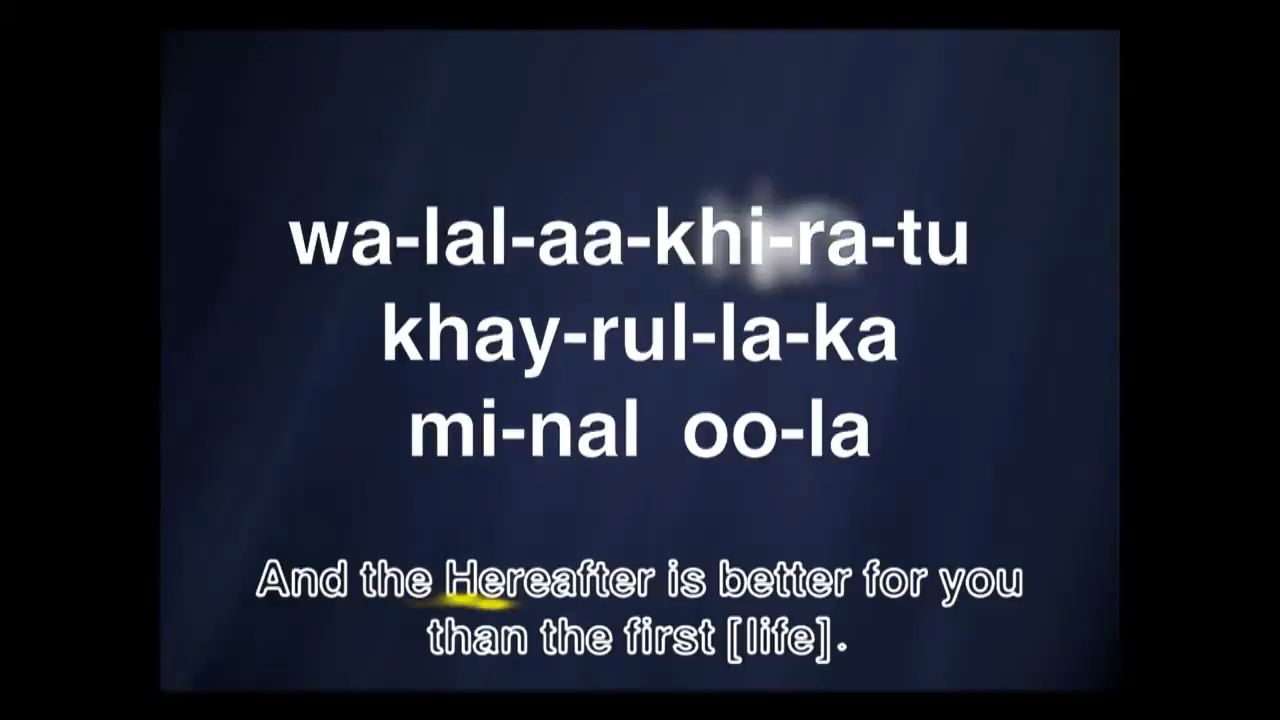 wa-lal-aa-khi-ra-tu
khay-rul-la-ka
mi-nal oo-la
And the Hereafter is better for you
than the first [life].